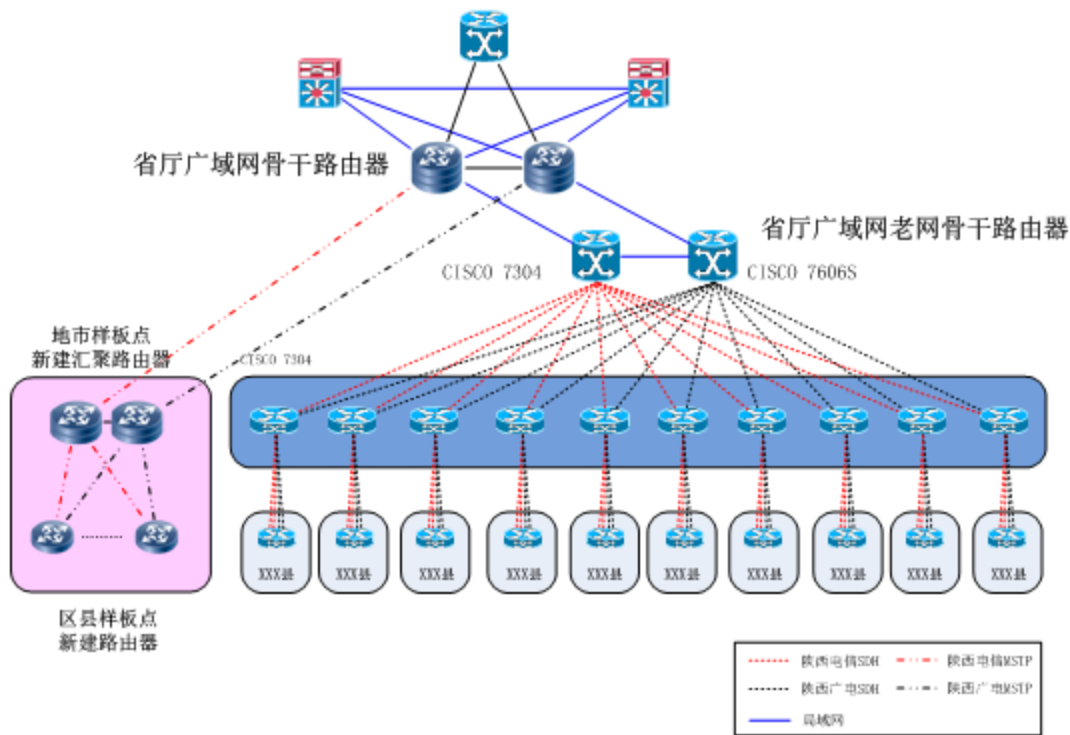 省厅广域网骨干路由器
省厅广域网老网骨干路由器
CISCO 7304
CISCO 7606S
地市样板点
新建汇聚路由器
CISCO 7304
XXX县
XXX县
XXX县
XXX县
XXX县
XXX县
XXX县
XXX县
XXX县
XXX县
区县样板点
新建路由器
陕西电信SDH
陕西电信MSTP
陕西广电SDH
陕西广电MSTP
局域网